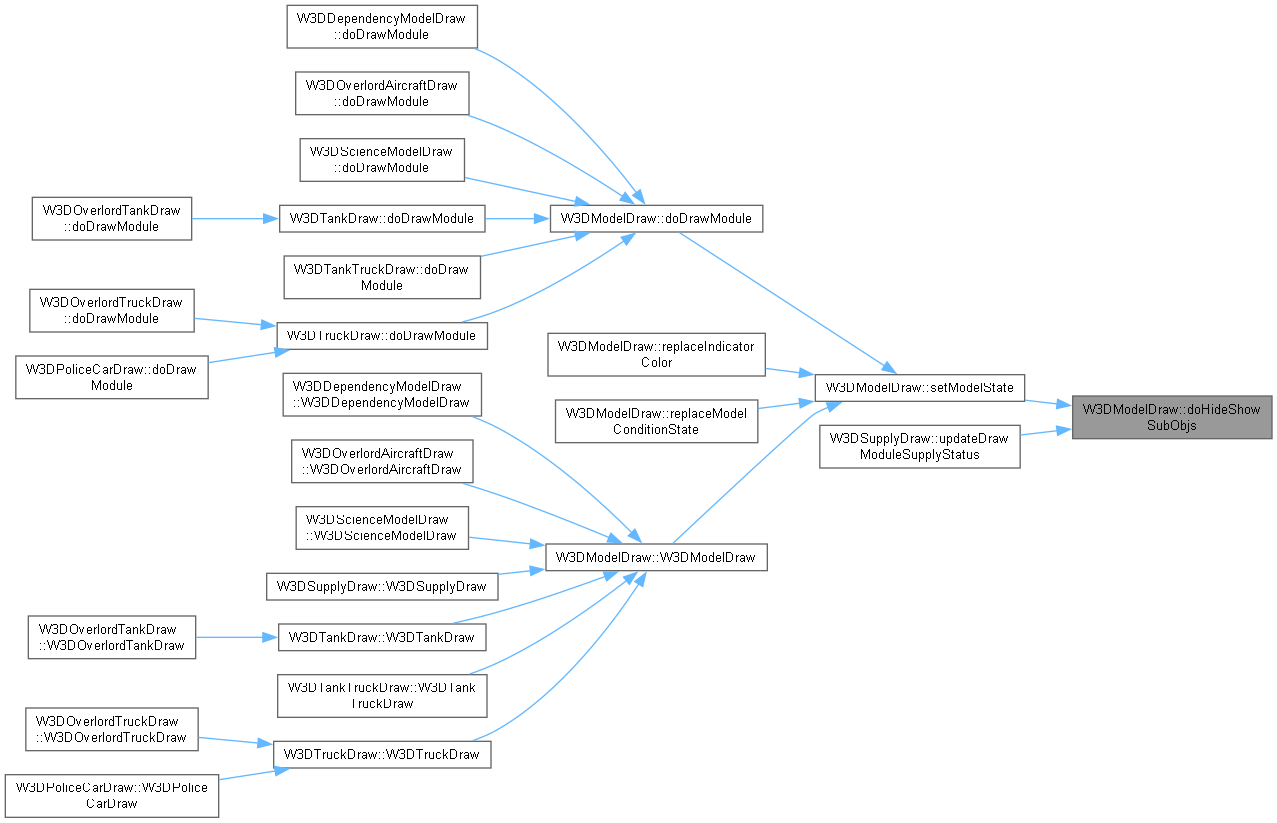 W3DDependencyModelDraw
::doDrawModule
W3DOverlordAircraftDraw
::doDrawModule
W3DScienceModelDraw
::doDrawModule
W3DOverlordTankDraw
::doDrawModule
W3DTankDraw::doDrawModule
W3DModelDraw::doDrawModule
W3DTankTruckDraw::doDraw
Module
W3DOverlordTruckDraw
::doDrawModule
W3DTruckDraw::doDrawModule
W3DPoliceCarDraw::doDraw
Module
W3DModelDraw::replaceIndicator
Color
W3DDependencyModelDraw
::W3DDependencyModelDraw
W3DModelDraw::setModelState
W3DModelDraw::replaceModel
ConditionState
W3DModelDraw::doHideShow
SubObjs
W3DSupplyDraw::updateDraw
ModuleSupplyStatus
W3DOverlordAircraftDraw
::W3DOverlordAircraftDraw
W3DScienceModelDraw
::W3DScienceModelDraw
W3DModelDraw::W3DModelDraw
W3DSupplyDraw::W3DSupplyDraw
W3DOverlordTankDraw
::W3DOverlordTankDraw
W3DTankDraw::W3DTankDraw
W3DTankTruckDraw::W3DTank
TruckDraw
W3DOverlordTruckDraw
::W3DOverlordTruckDraw
W3DTruckDraw::W3DTruckDraw
W3DPoliceCarDraw::W3DPolice
CarDraw